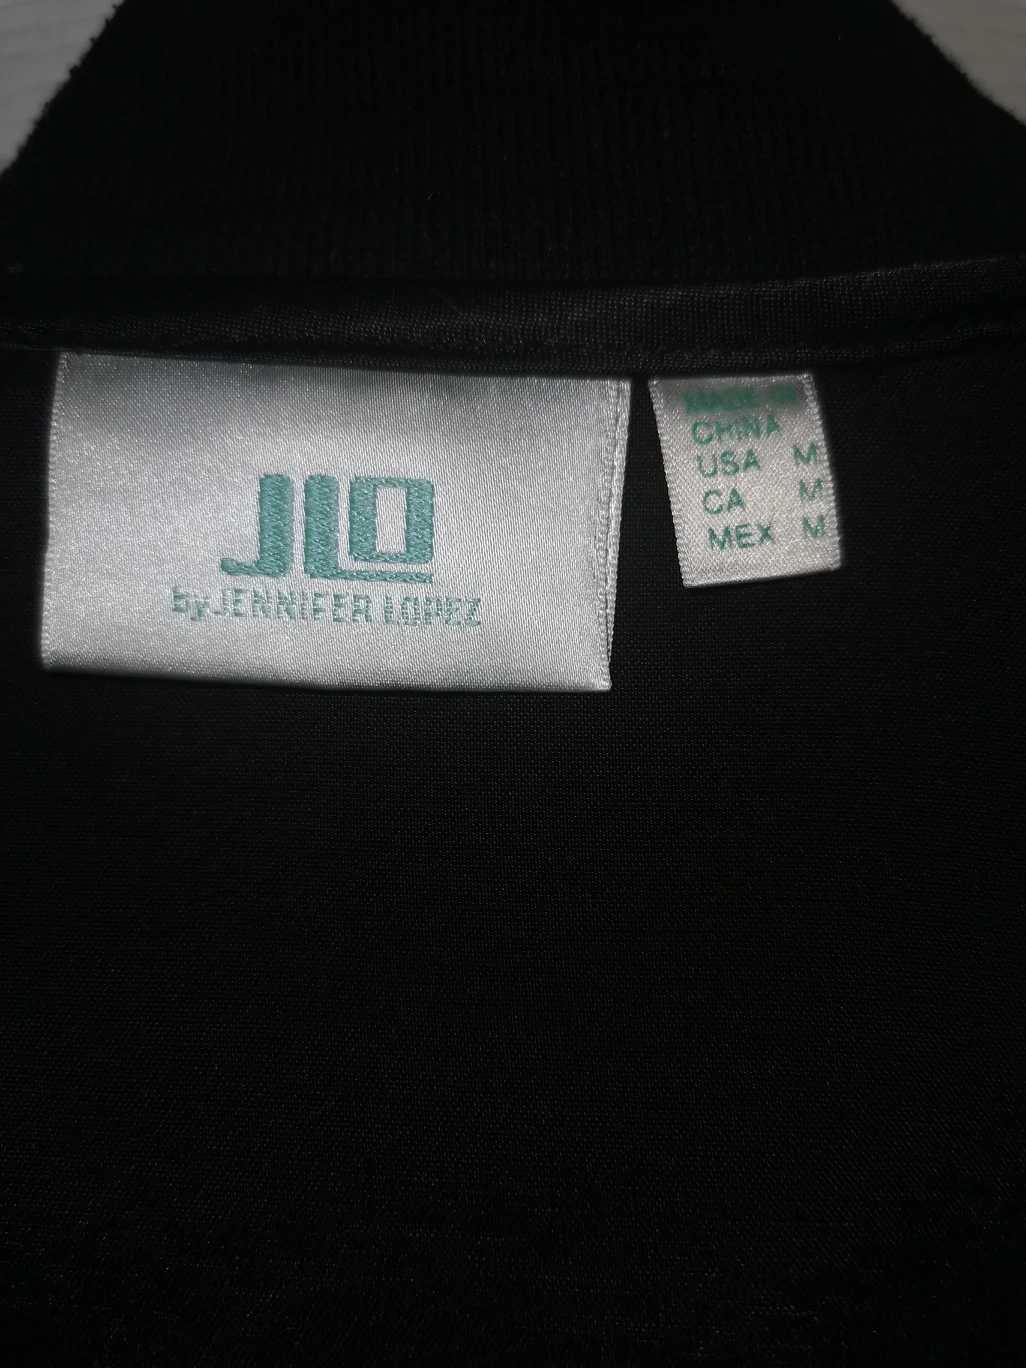 JLO
by JENNIFER LOPEZ
MADE IN
CHINA
USA M
CA M
MEX M